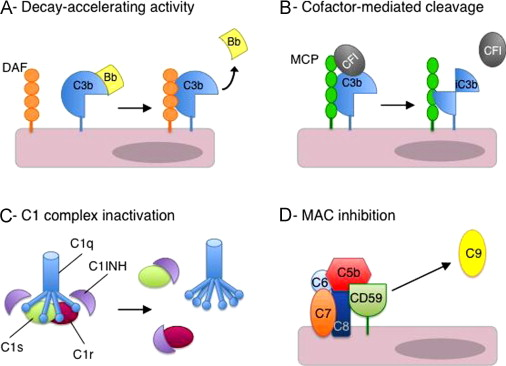 A- Decay-accelerating activity
DAF
C3b
Bb
C3b
Bb
B- Cofactor-mediated cleavage
MCP
CFI
C3b
iC3b
CFI
C- C1 complex inactivation
C1q
C1INH
C1s
C1r
D- MAC inhibition
C6
C5b
C7
C8
CD59
C9